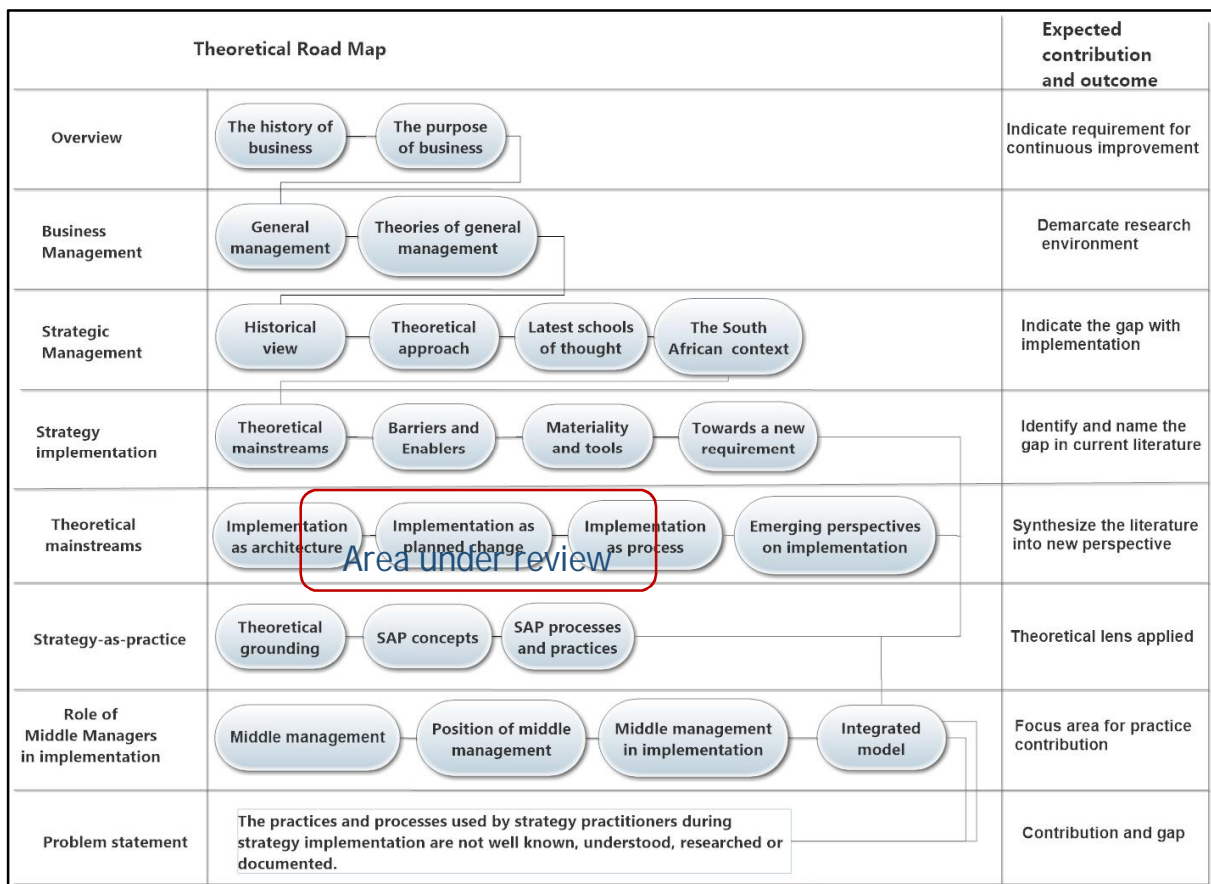 Theoretical Road Map
Expected
contribution
and outcome
Overview
The history of
business
The purpose
of business
Indicate requirement for
continuous improvement
Business
Management
General
management
Theories of general
management
Demarcate research
environment
Strategic
Management
Historical
view
Theoretical
approach
Latest schools
of thought
The South
African context
Indicate the gap with
implementation
Strategy
implementation
Theoretical
mainstreams
Barriers and
Enablers
Materiality
and tools
Towards a new
requirement
Identify and name the
gap in current literature
Theoretical
mainstreams
Implementation
as architecture
Implementation as
planned change
Implementation
as process
Emerging perspectives
on implementation
Area under review
Synthesize the literature
into new perspective
Strategy-as-practice
Theoretical
grounding
SAP concepts
SAP processes
and practices
Theoretical lens applied
Role of
Middle Managers
in implementation
Middle management
Position of middle
management
Middle management
in implementation
Integrated
model
Focus area for practice
contribution
Problem statement
The practices and processes used by strategy practitioners during
strategy implementation are not well known, understood, researched or
documented.
Contribution and gap